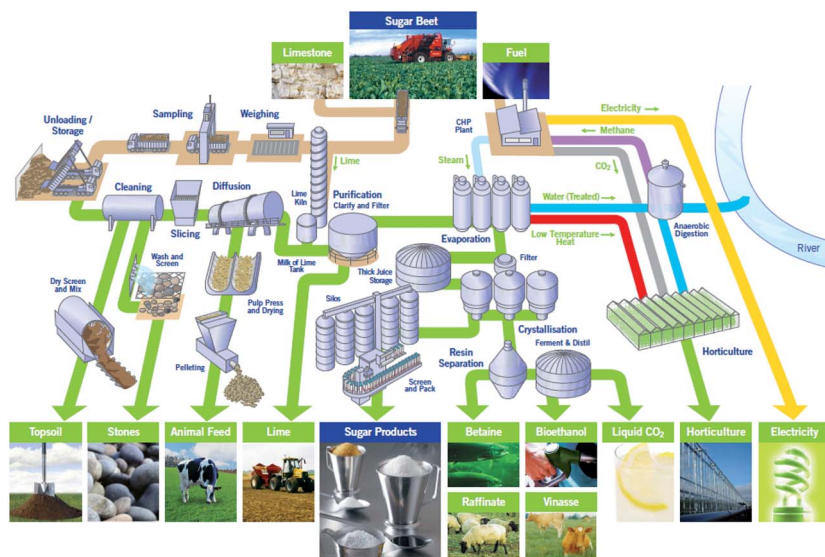 Sugar Beet
Limestone
Fuel
Electricity
Methane
CO2
CHP
Plant
Steam
Water (Treated)
Low Temperature
Heat
Anaerobic
Digestion
River
Unloading /
Storage
Sampling
Weighing
Lime
Cleaning
Slicing
Diffusion
Lime
Kiln
Milk of Lime
Tank
Purification
Clarify and Filter
Evaporation
Filter
Thick Juice
Storage
Dry Screen
and Mix
Wash and
Screen
Pulp Press
and Drying
Pelleting
Silos
Screen
and Pack
Crystallisation
Resin
Separation
Ferment & Distil
Horticulture
Topsoil
Stones
Animal Feed
Lime
Sugar Products
Betaine
Bioethanol
Liquid CO2
Horticulture
Electricity
Raffinate
Vinasse